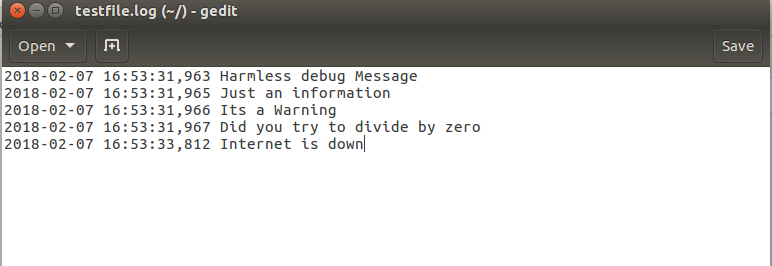 testfile.log (~/) - gedit
Open Save
2018-02-07 16:53:31,963 Harmless debug Message
2018-02-07 16:53:31,965 Just an information
2018-02-07 16:53:31,966 Its a Warning
2018-02-07 16:53:31,967 Did you try to divide by zero
2018-02-07 16:53:33,812 Internet is down